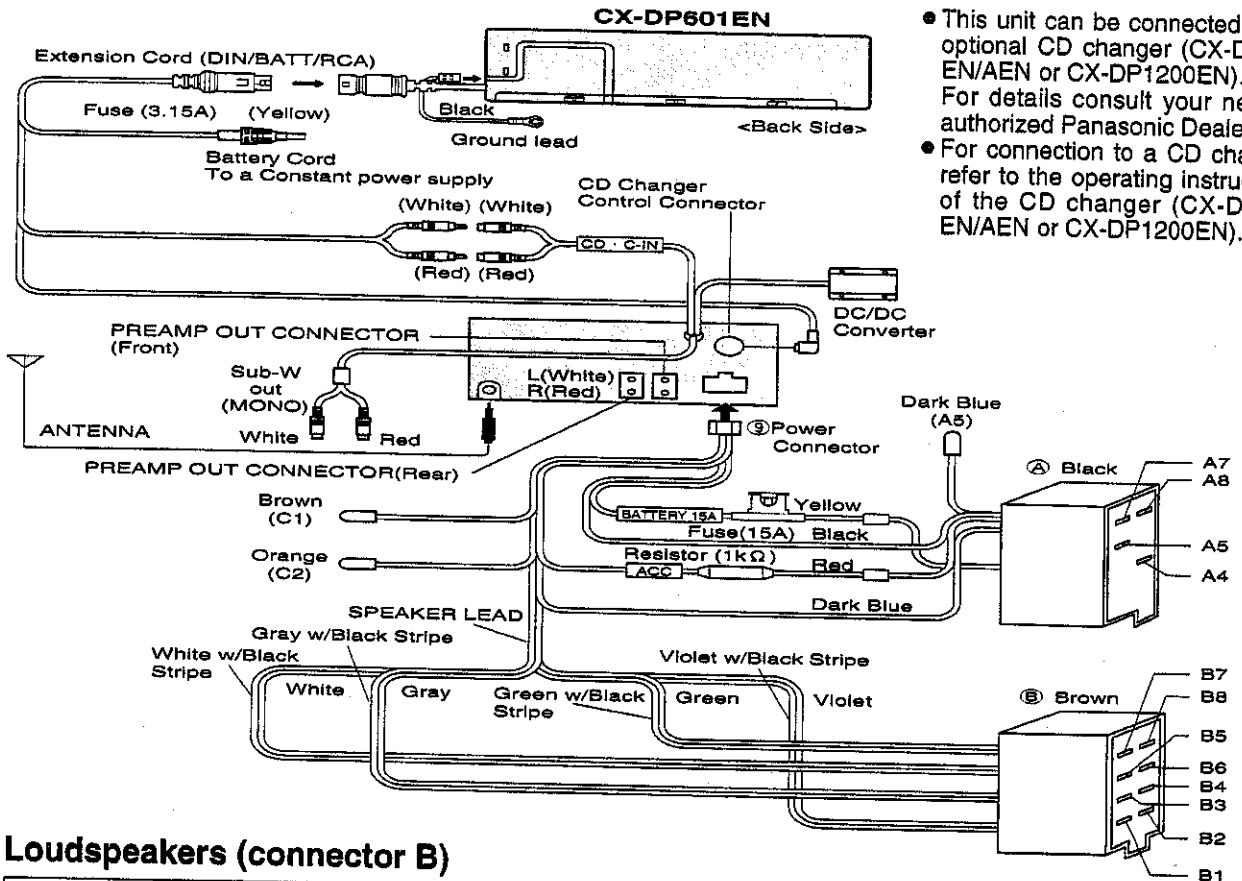 CX-DP601EN
Extension Cord (DIN/BATT/RCA)
Fuse (3.15A) (Yellow)
Black
Ground lead
<Back Side>
Battery Cord
To a Constant power supply
(White) (White)
(Red) (Red)
CD · C-IN
CD Changer
Control Connector
DC/DC
Converter
PREAMP OUT CONNECTOR
(Front)
L(White)
R(Red)
Sub-W
out
(MONO)
White Red
ANTENNA
PREAMP OUT CONNECTOR(Rear)
⑨Power
Connector
Dark Blue
(A5)
Brown
(C1)
Orange
(C2)
BATTERY 15A
Yellow
Fuse(15A) Black
Resistor (1kΩ)
ACC
Red
Dark Blue
Ⓐ Black
A7
A8
A5
A4
SPEAKER LEAD
Gray w/Black Stripe
White w/Black
Stripe
White
Gray
Green w/Black
Stripe
Green
Violet w/Black Stripe
Violet
Ⓑ Brown
B7
B8
B5
B6
B4
B3
B2
B1
● This unit can be connected
optional CD changer (CX-D
EN/AEN or CX-DP1200EN).
For details consult your ne
authorized Panasonic Deale
● For connection to a CD cha
refer to the operating instruc
of the CD changer (CX-D
EN/AEN or CX-DP1200EN).
Loudspeakers (connector B)